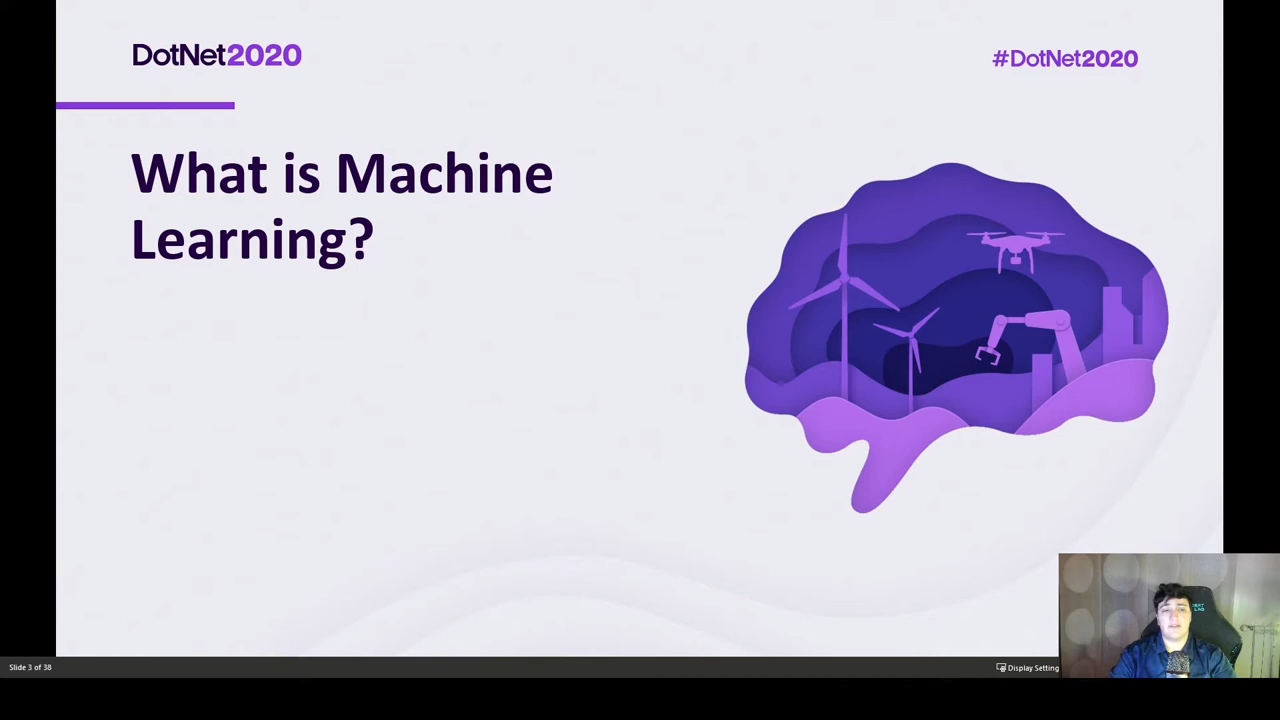 DotNet2020
#DotNet2020
What is Machine
Learning?
Slide 3 of 38
Display Setting